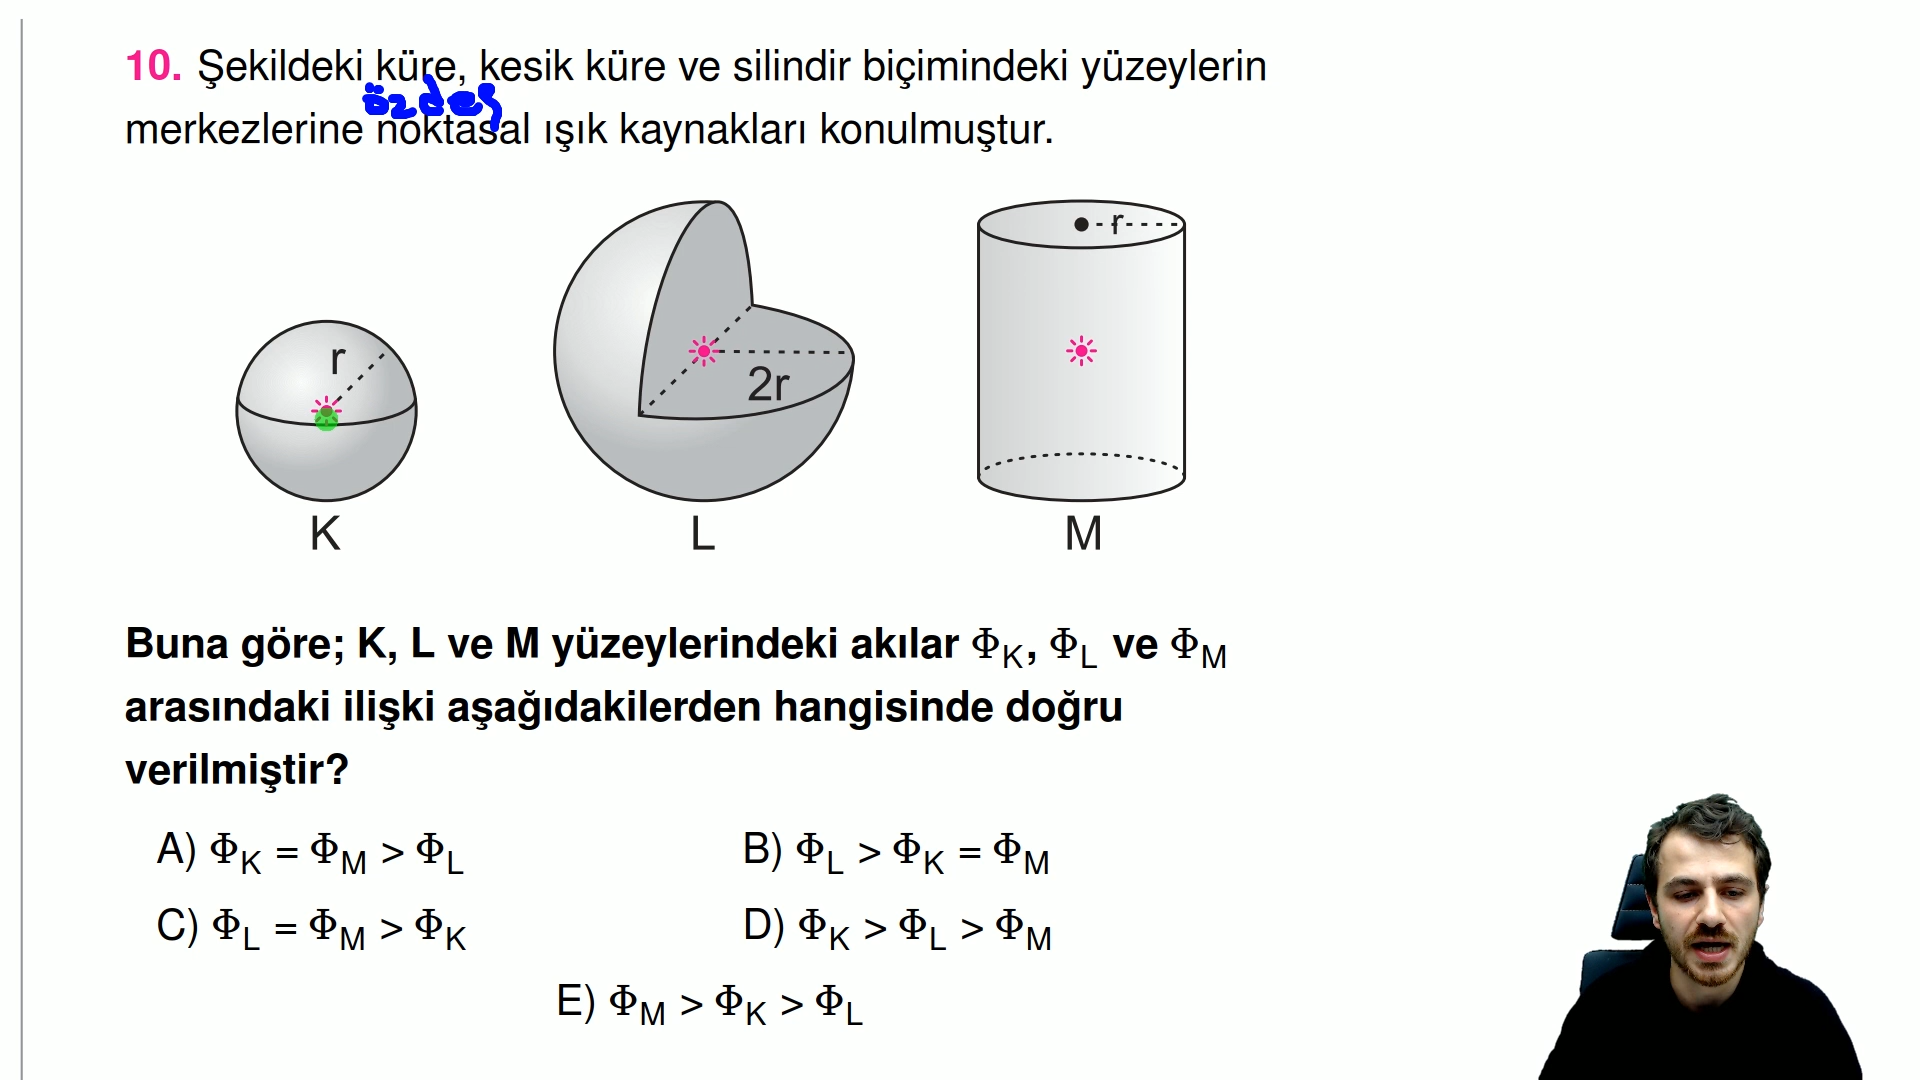 10. Şekildeki küre, kesik küre ve silindir biçimindeki yüzeylerin
özdeş
merkezlerine noktasal ışık kaynakları konulmuştur.
r
2r
r
K
L
M
Buna göre; K, L ve M yüzeylerindeki akılar ΦK, ΦL ve ΦM
arasındaki ilişki aşağıdakilerden hangisinde doğru
verilmiştir?
A) ΦK = ΦM > ΦL
B) ΦL > ΦK = ΦM
C) ΦL = ΦM > ΦK
D) ΦK > ΦL > ΦM
E) ΦM > ΦK > ΦL